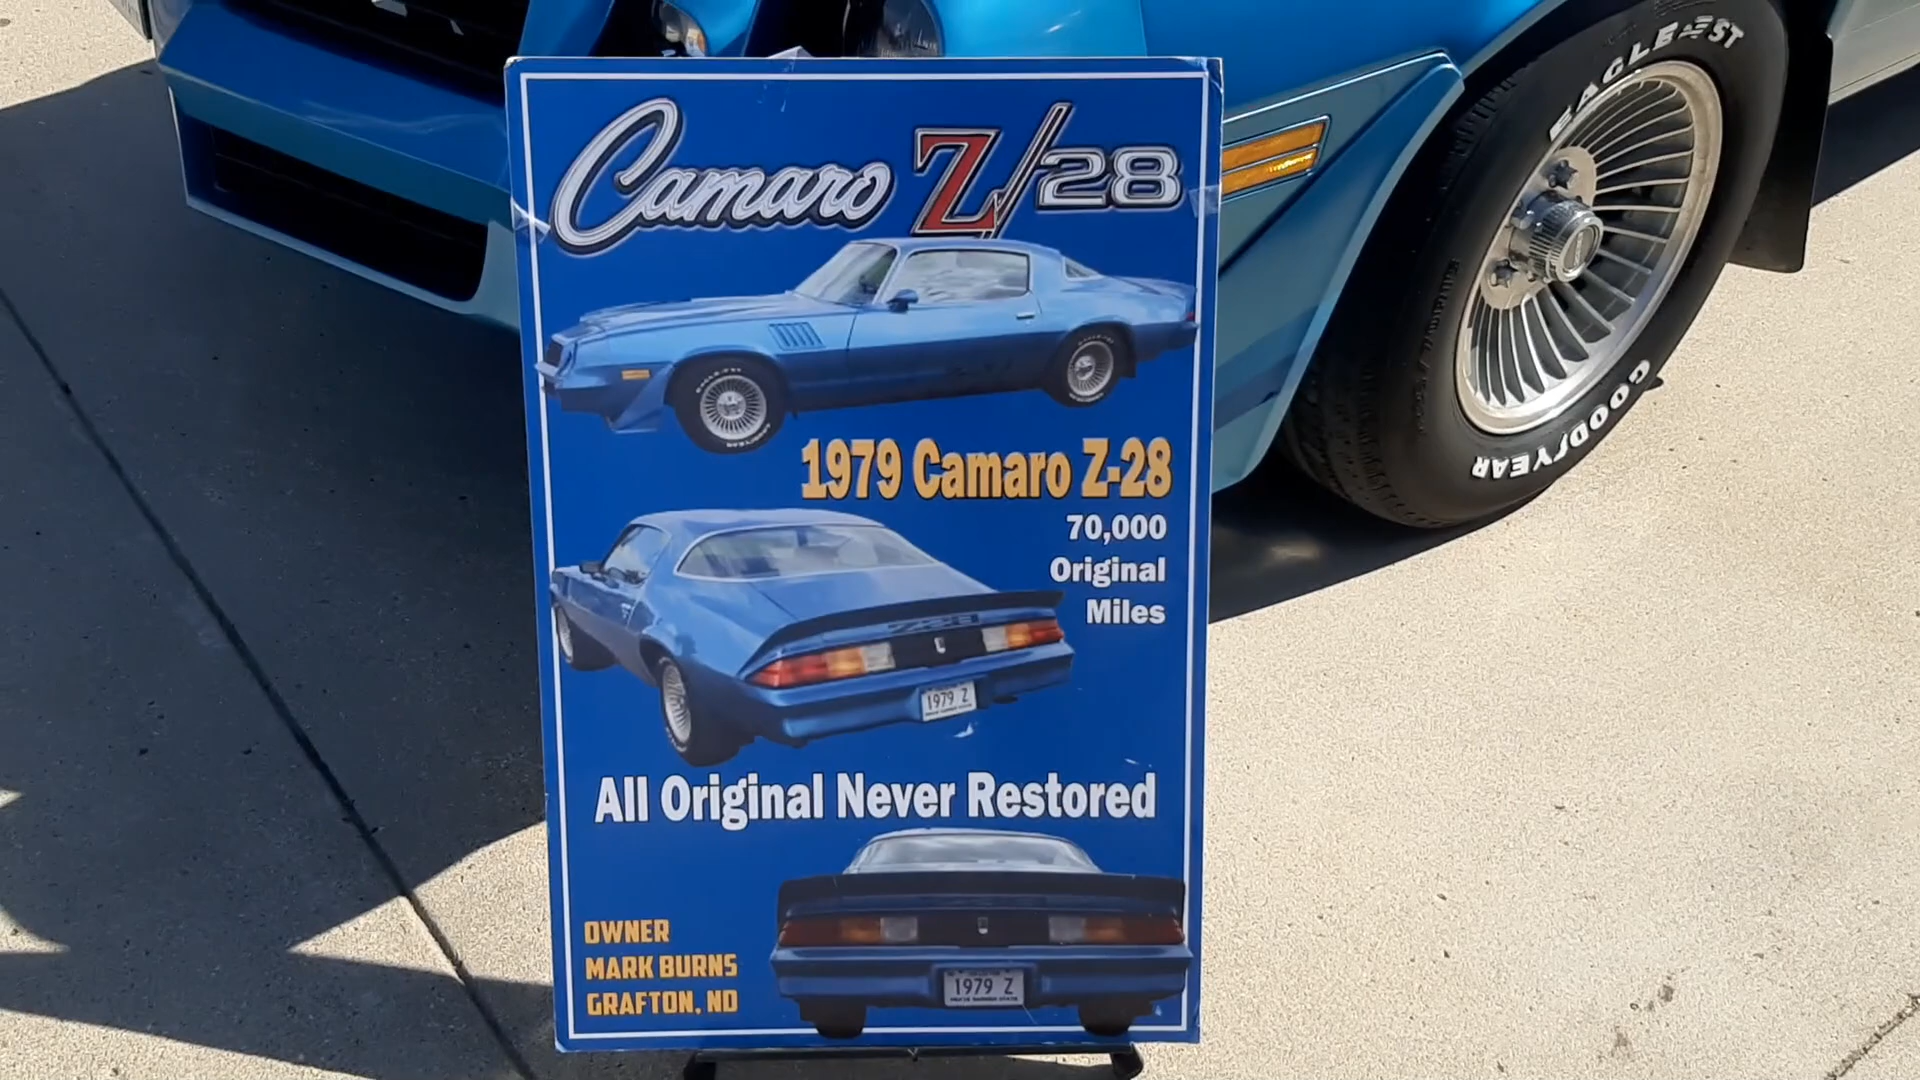 Camaro Z/28
1979 Camaro Z-28
70,000
Original
Miles
Z28
1979 Z
All Original Never Restored
OWNER
MARK BURNS
GRAFTON, ND
1979 Z
EAGLE ST
GOODYEAR